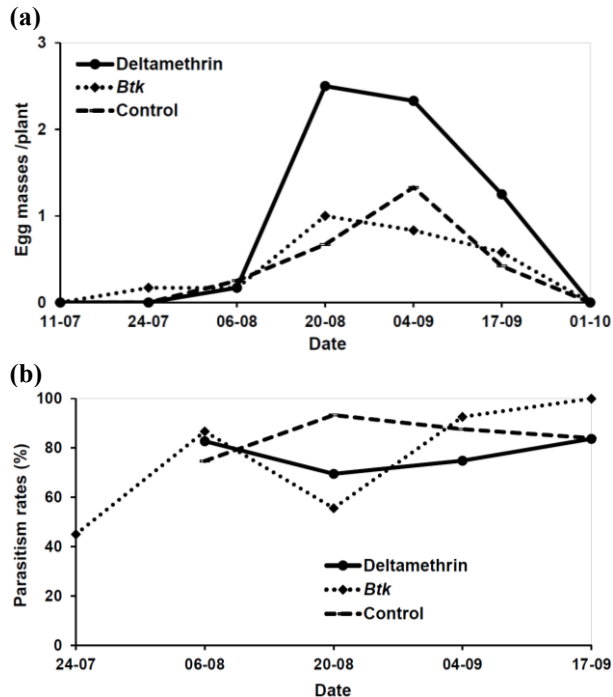 (a)
3
2
1
0
Egg masses /plant
Deltamethrin
Btk
Control
11-07 24-07 06-08 20-08 04-09 17-09 01-10
Date
(b)
100
80
60
40
20
0
Parasitism rates (%)
Deltamethrin
Btk
Control
24-07 06-08 20-08 04-09 17-09
Date